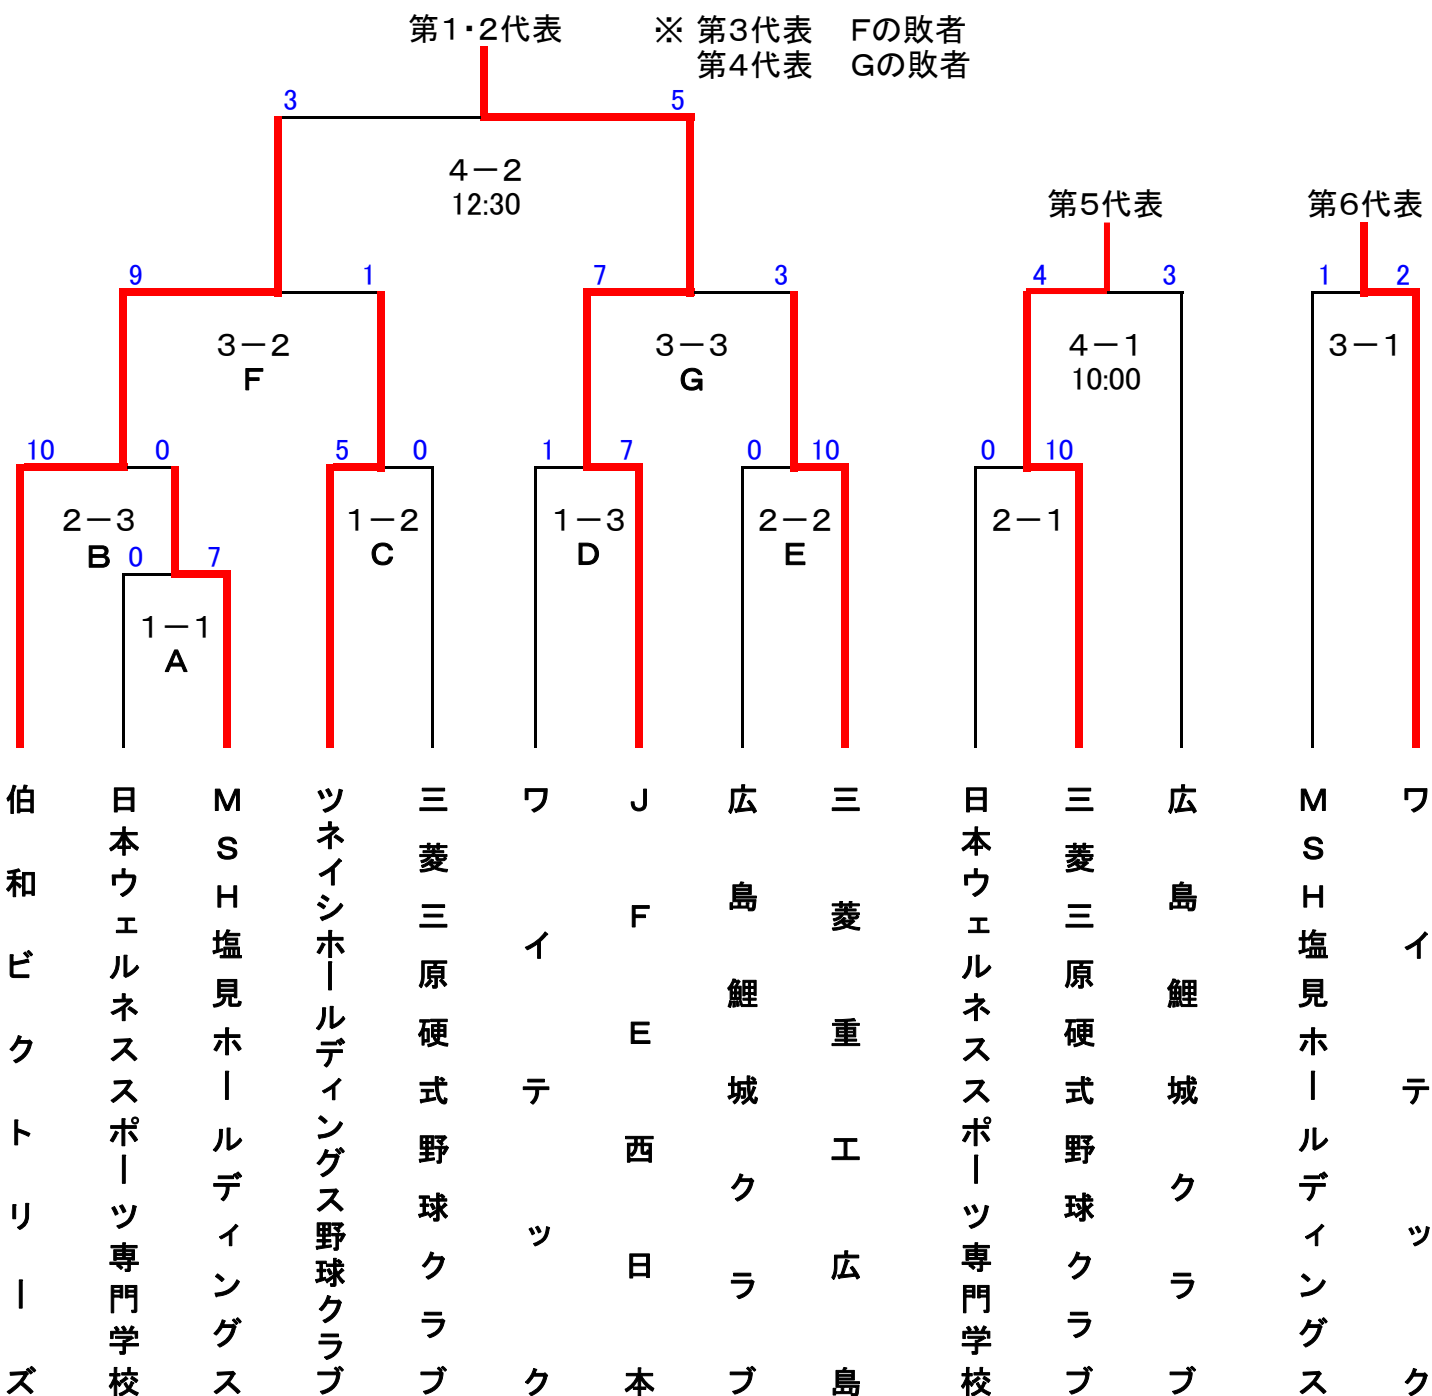 第1・2代表
※ 第3代表 Fの敗者
第4代表 Gの敗者
3 5
4－2
12:30
第5代表 第6代表
9 1 7 3 4 3 1 2
3－2 3－3 4－1 3－1
F G 10:00
10 0 5 0 1 7 0 10 0 10
2－3 1－2 1－3 2－2 2－1
B 0 7 C D E
1－1
A
伯和ビクトリーズ
日本ウェルネススポーツ専門学校
MSH塩見ホールディングス
ツネイシホールディングス野球クラブ
三菱三原硬式野球クラブ
ワイテック
JFE西日本
広島鯉城クラブ
三菱重工広島
日本ウェルネススポーツ専門学校
三菱三原硬式野球クラブ
広島鯉城クラブ
MSH塩見ホールディングス
ワイテック